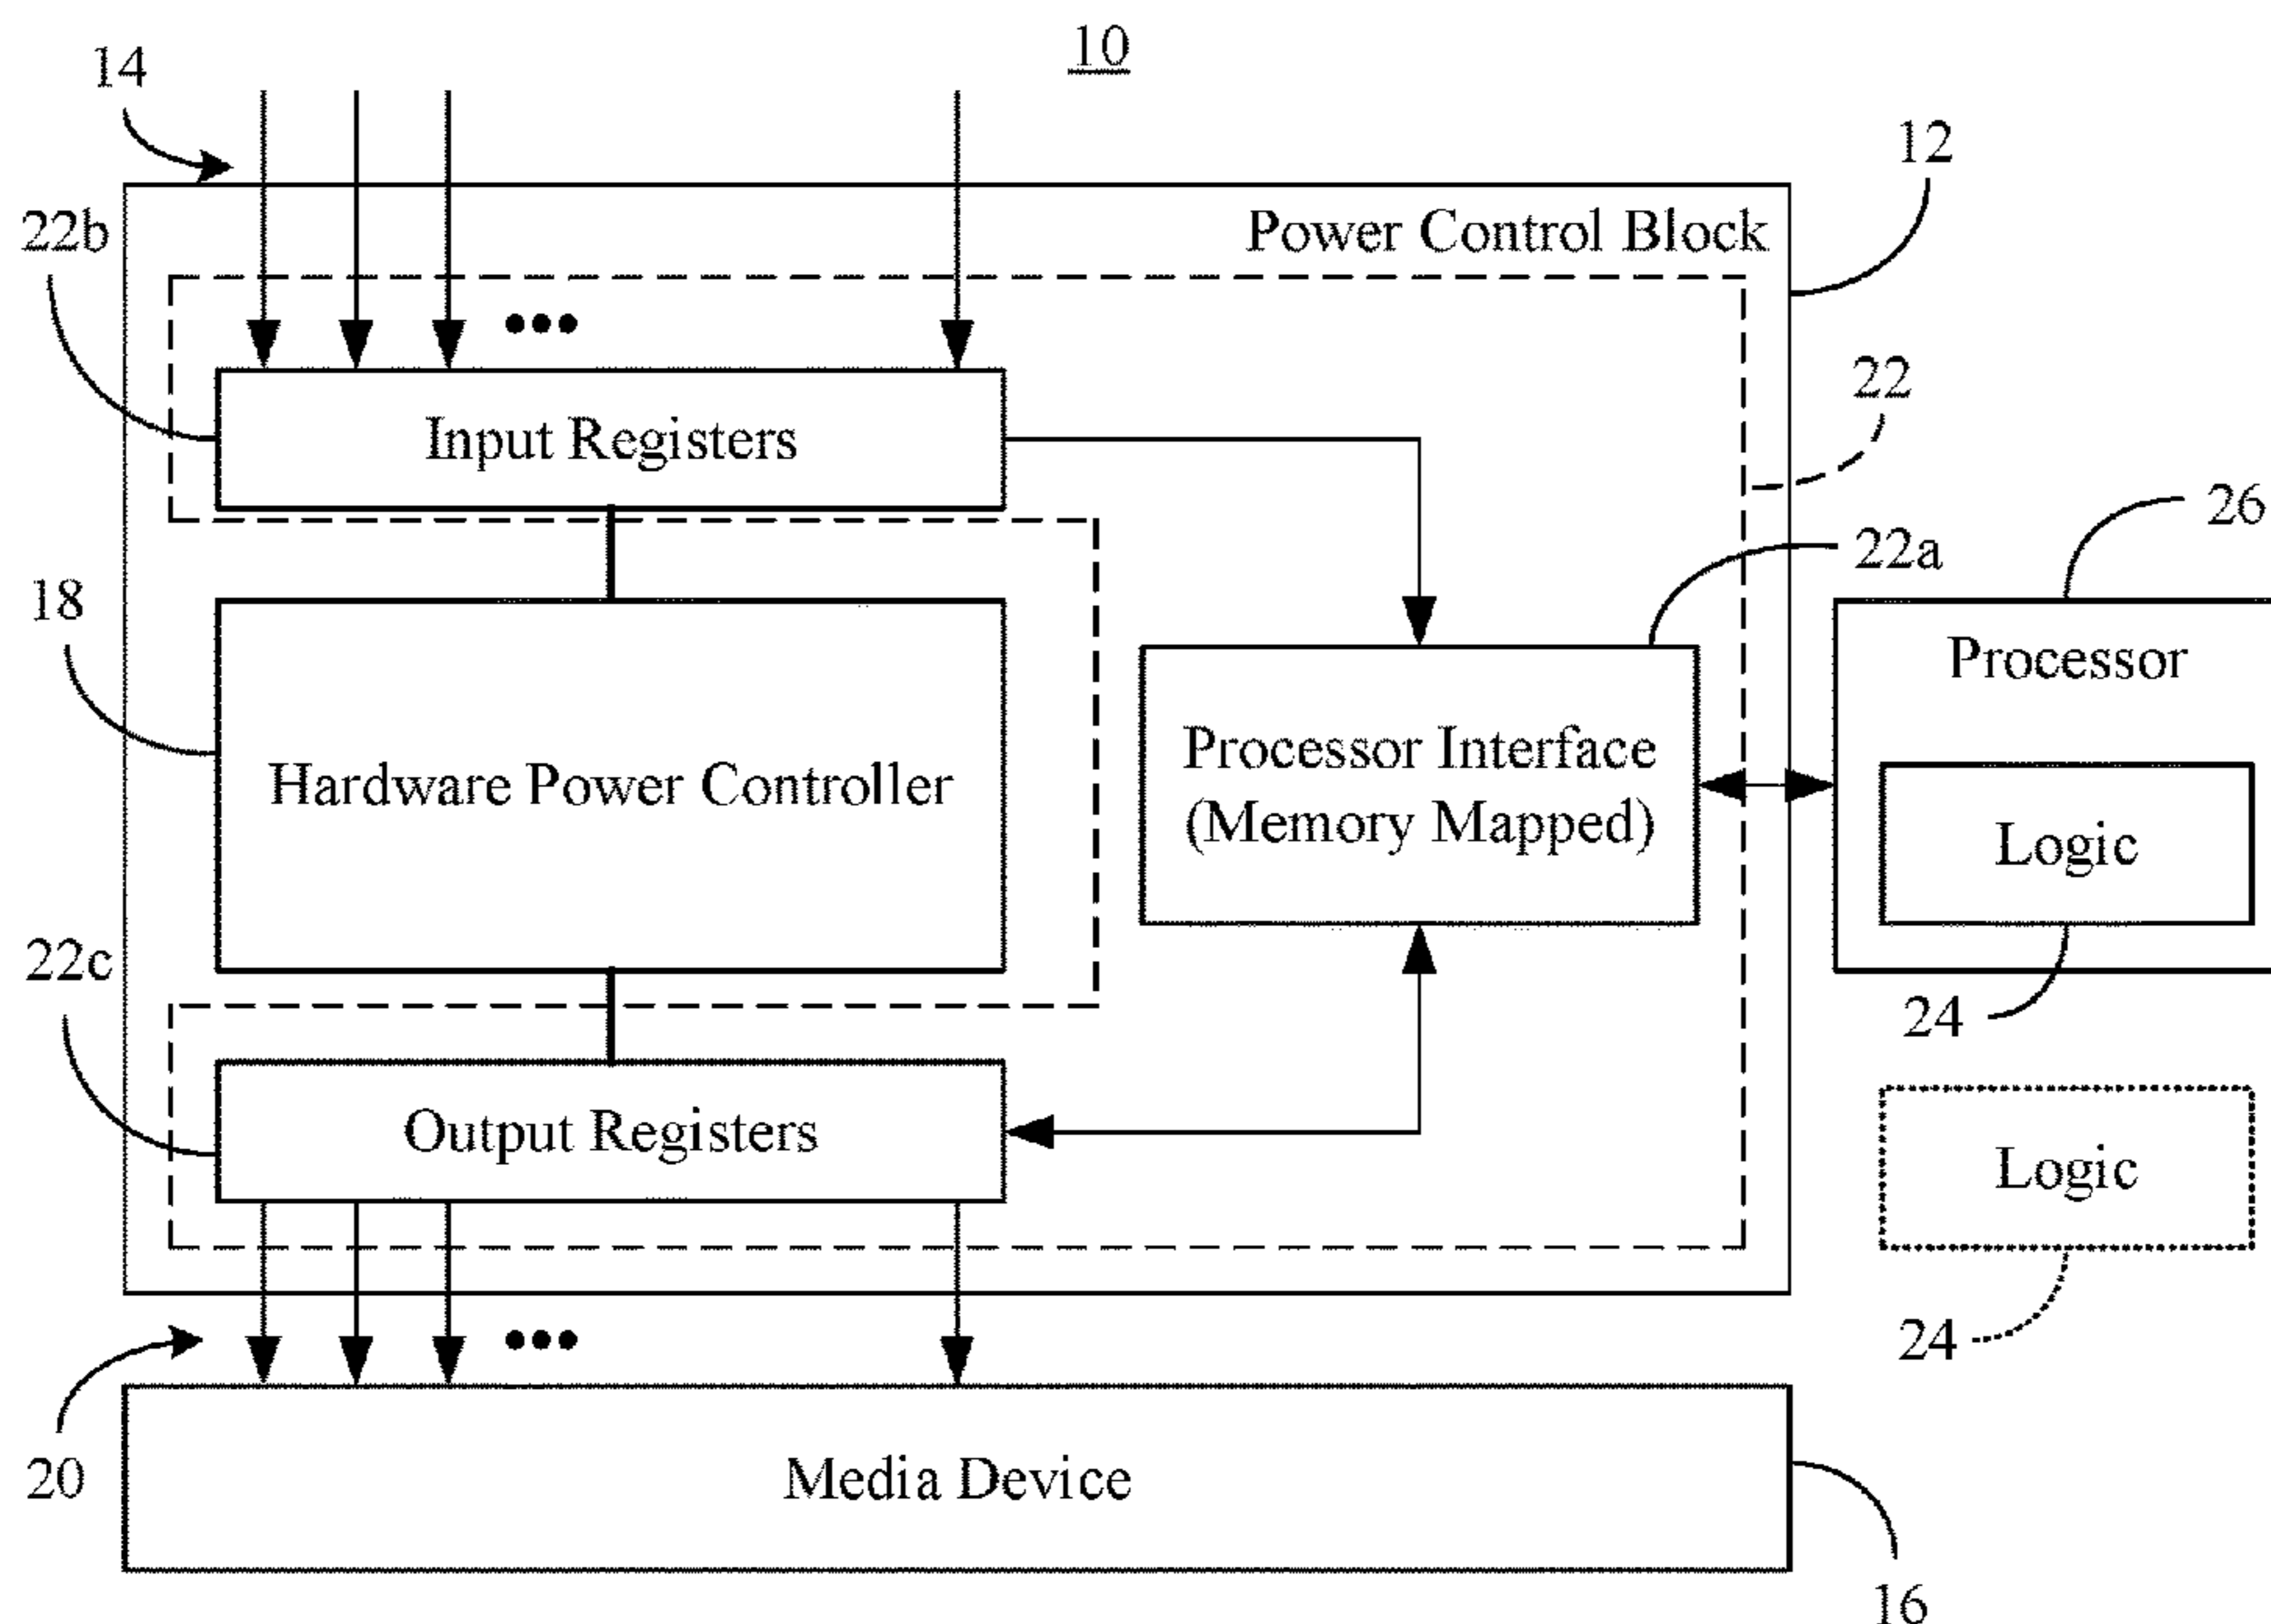 10
14
12
22b
Power Control Block
22
Input Registers
26
22a
18
Processor
Hardware Power Controller
Processor Interface
(Memory Mapped)
Logic
22c
24
Output Registers
Logic
24
20
Media Device
16